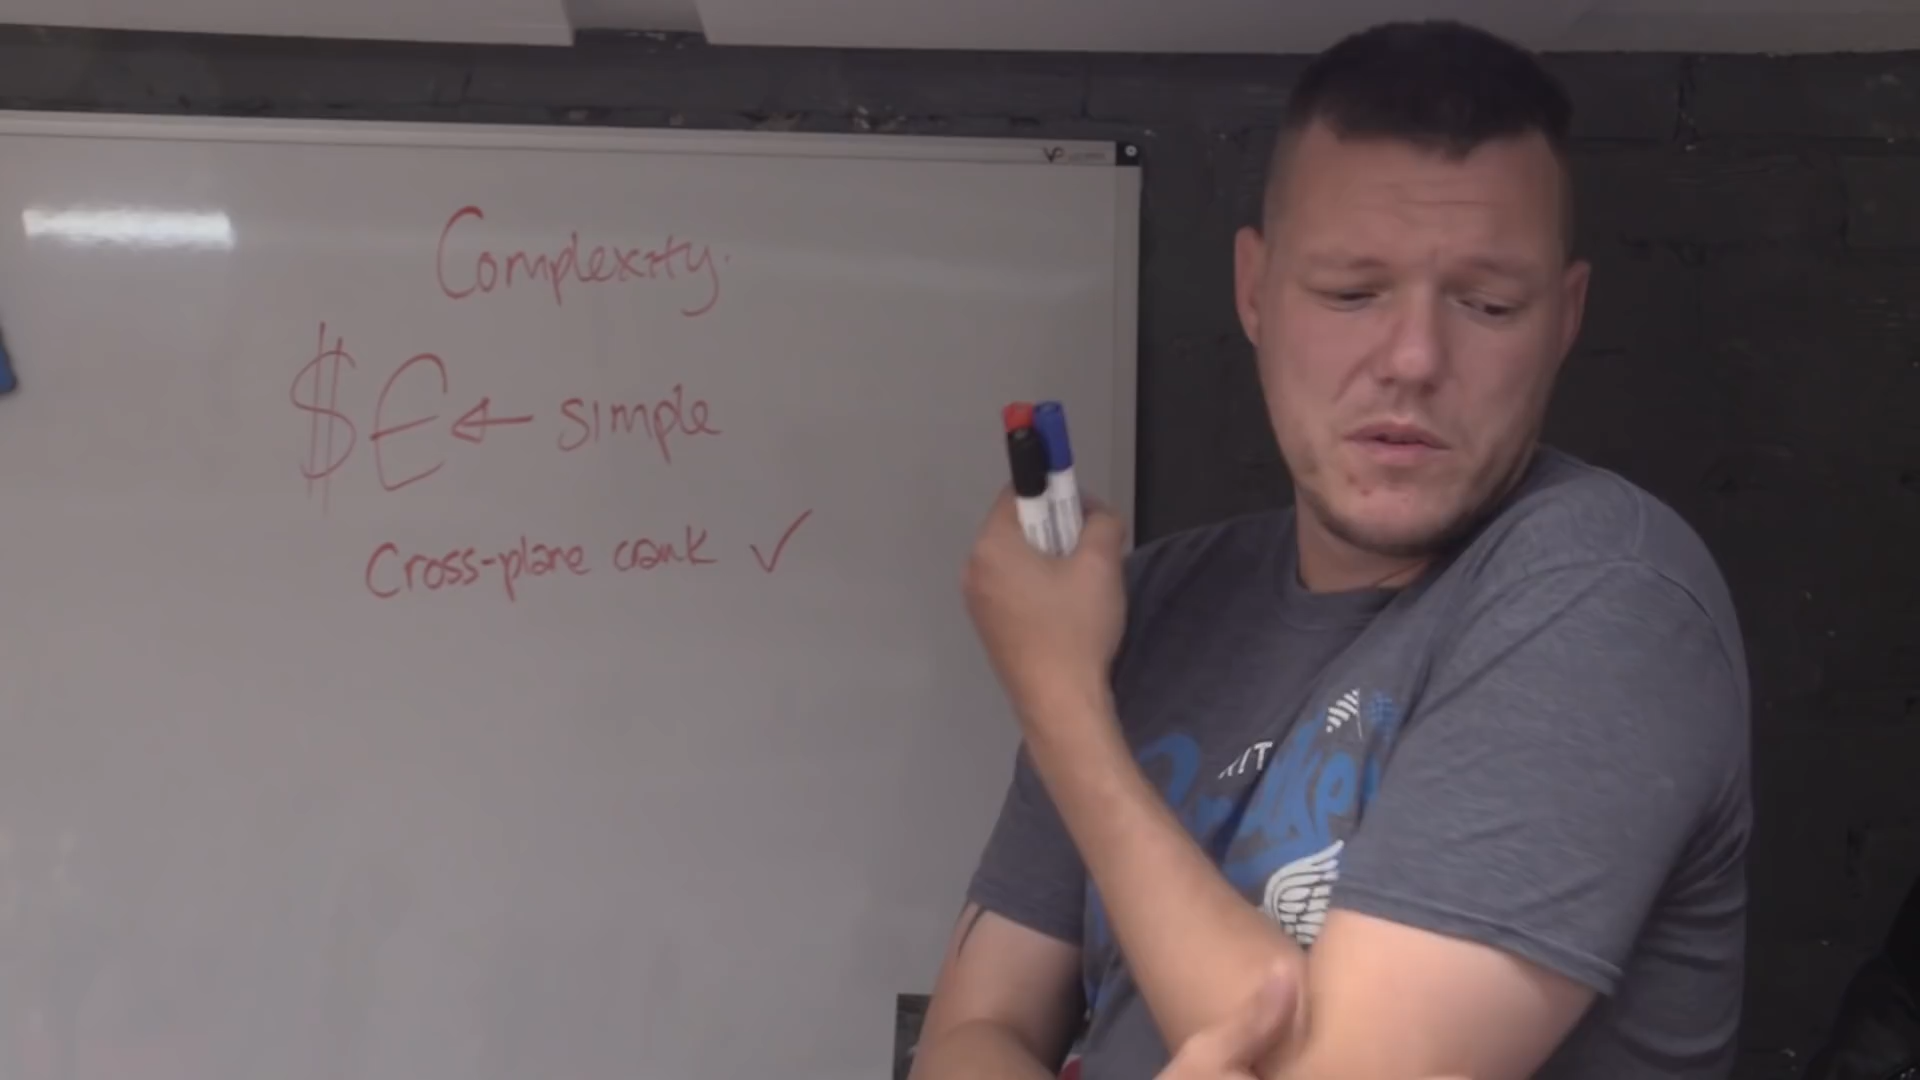 Complexity.
$€ ← simple
Cross-plane crank ✓